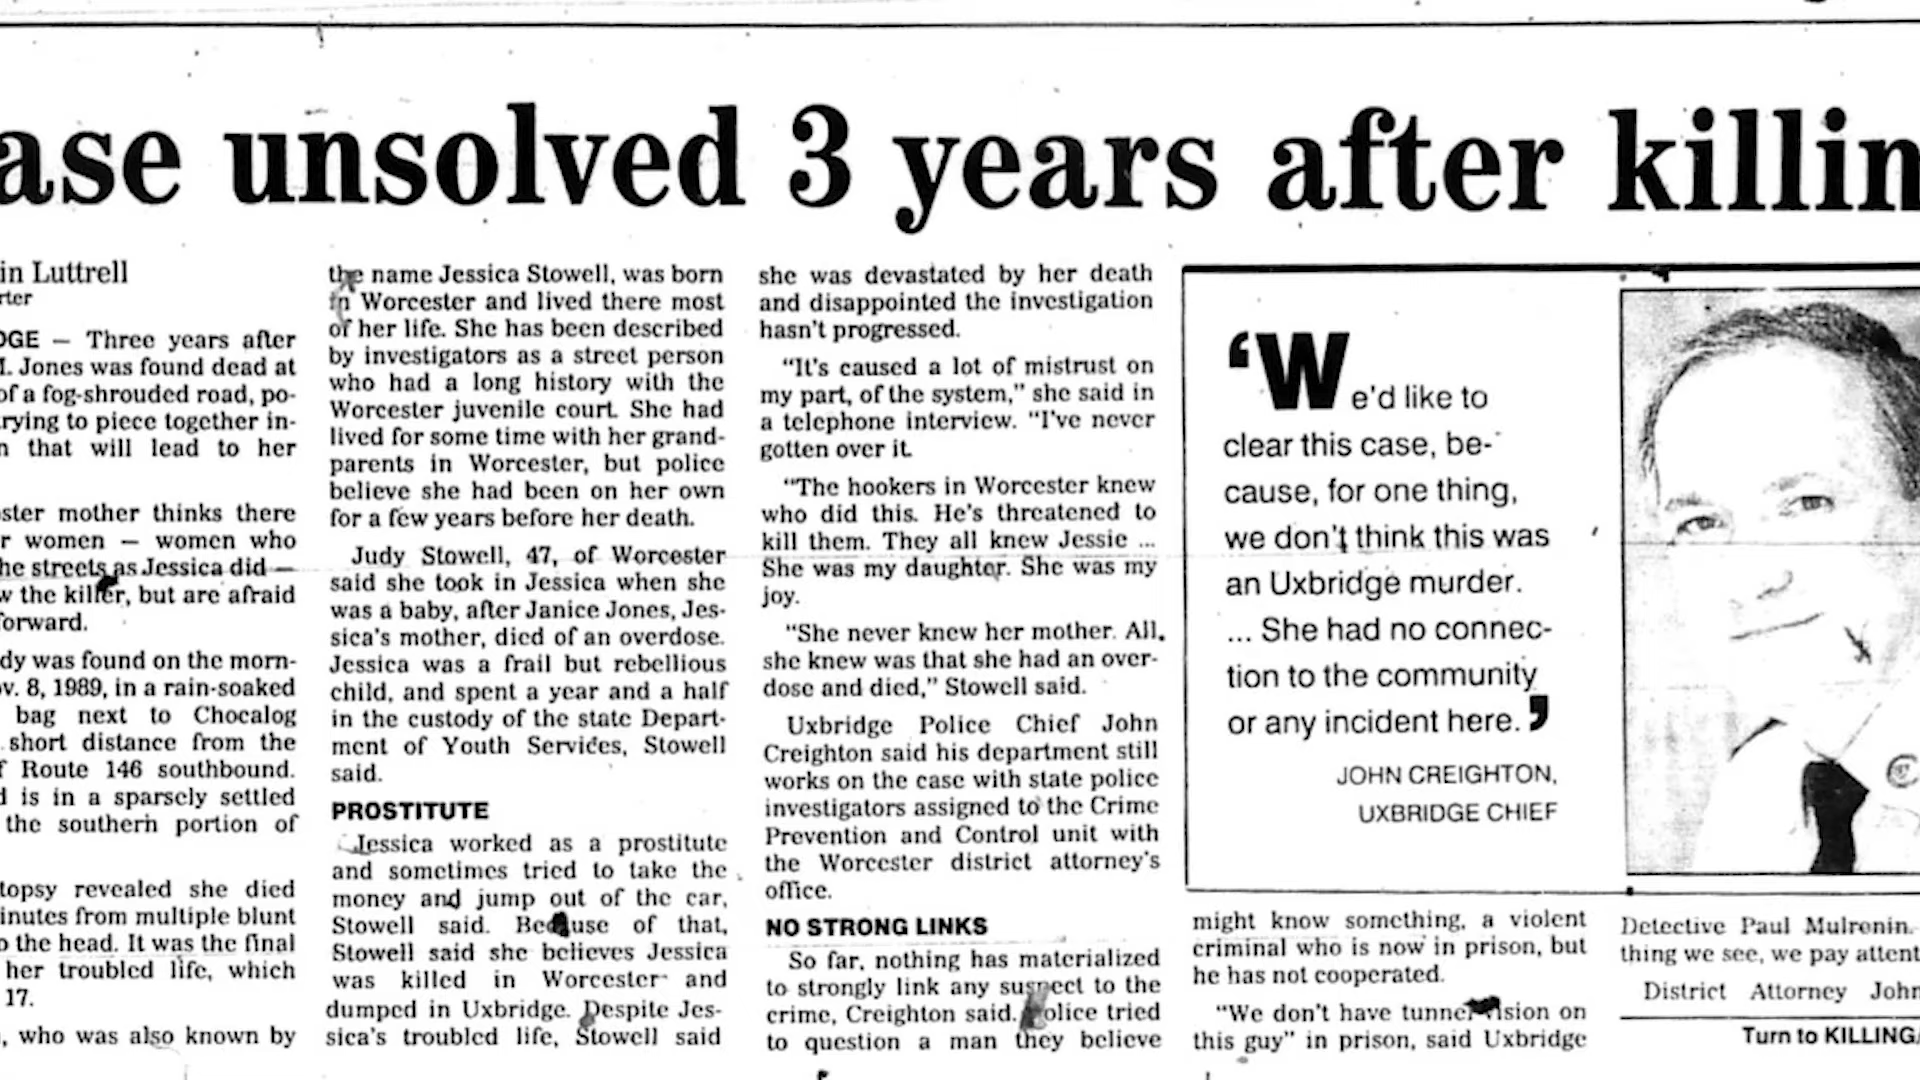 ase unsolved 3 years after killin
in Luttrell
rter
DGE — Three years after
M. Jones was found dead at
of a fog-shrouded road, po-
rying to piece together in-
n that will lead to her
ster mother thinks there
r women — women who
he streets as Jessica did —
w the killer, but are afraid
forward.
dy was found on the morn-
v. 8, 1989, in a rain-soaked
bag next to Chocalog
short distance from the
f Route 146 southbound.
d is in a sparsely settled
the southern portion of
topsy revealed she died
inutes from multiple blunt
o the head. It was the final
her troubled life, which
17.
, who was also known by
the name Jessica Stowell, was born
in Worcester and lived there most
of her life. She has been described
by investigators as a street person
who had a long history with the
Worcester juvenile court. She had
lived for some time with her grand-
parents in Worcester, but police
believe she had been on her own
for a few years before her death.
Judy Stowell, 47, of Worcester
said she took in Jessica when she
was a baby, after Janice Jones, Jes-
sica's mother, died of an overdose.
Jessica was a frail but rebellious
child, and spent a year and a half
in the custody of the state Depart-
ment of Youth Services, Stowell
said.
PROSTITUTE
Jessica worked as a prostitute
and sometimes tried to take the
money and jump out of the car,
Stowell said. Because of that,
Stowell said she believes Jessica
was killed in Worcester and
dumped in Uxbridge. Despite Jes-
sica's troubled life, Stowell said
she was devastated by her death
and disappointed the investigation
hasn't progressed.
"It's caused a lot of mistrust on
my part, of the system," she said in
a telephone interview. "I've never
gotten over it.
"The hookers in Worcester knew
who did this. He's threatened to
kill them. They all knew Jessie ...
She was my daughter. She was my
joy.
"She never knew her mother. All
she knew was that she had an over-
dose and died," Stowell said.
Uxbridge Police Chief John
Creighton said his department still
works on the case with state police
investigators assigned to the Crime
Prevention and Control unit with
the Worcester district attorney's
office.
NO STRONG LINKS
So far, nothing has materialized
to strongly link any suspect to the
crime, Creighton said. Police tried
to question a man they believe
‘We'd like to
clear this case, be-
cause, for one thing,
we don't think this was
an Uxbridge murder.
... She had no connec-
tion to the community
or any incident here.’
JOHN CREIGHTON,
UXBRIDGE CHIEF
might know something, a violent
criminal who is now in prison, but
he has not cooperated.
"We don't have tunnel vision on
this guy" in prison, said Uxbridge
Detective Paul Mulronin.
thing we see, we pay attent
District Attorney John
Turn to KILLING/